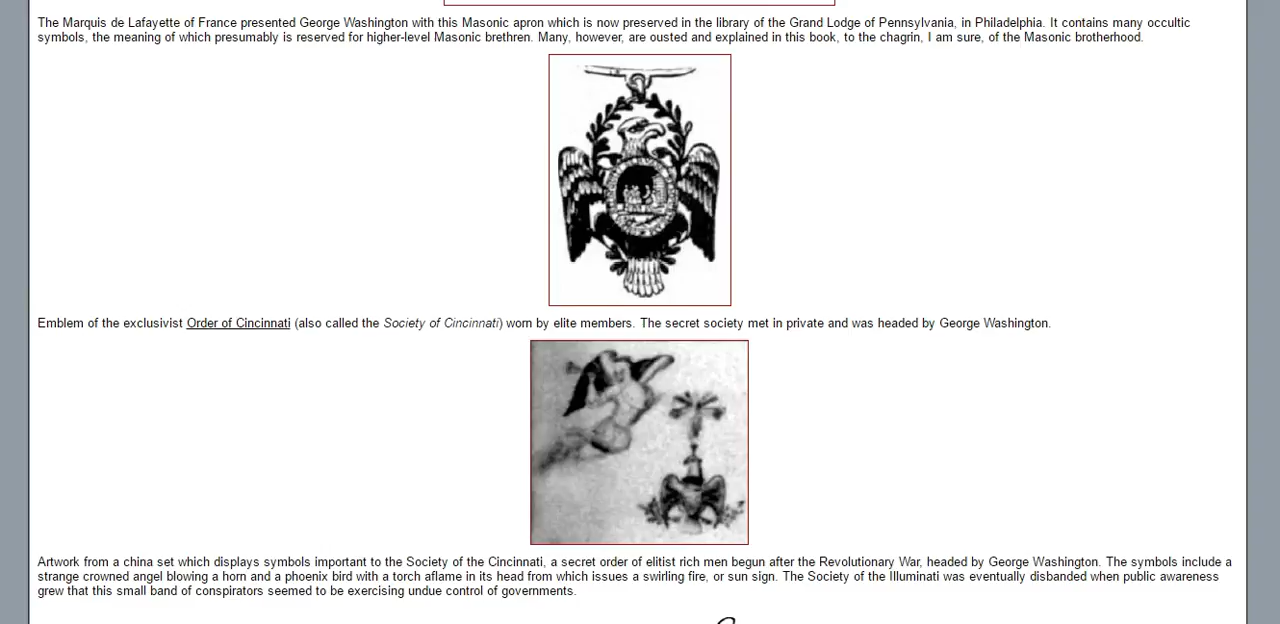 The Marquis de Lafayette of France presented George Washington with this Masonic apron which is now preserved in the library of the Grand Lodge of Pennsylvania, in Philadelphia. It contains many occultic
symbols, the meaning of which presumably is reserved for higher-level Masonic brethren. Many, however, are ousted and explained in this book, to the chagrin, I am sure, of the Masonic brotherhood.
Emblem of the exclusivist Order of Cincinnati (also called the Society of Cincinnati) worn by elite members. The secret society met in private and was headed by George Washington.
Artwork from a china set which displays symbols important to the Society of the Cincinnati, a secret order of elitist rich men begun after the Revolutionary War, headed by George Washington. The symbols include a
strange crowned angel blowing a horn and a phoenix bird with a torch aflame in its head from which issues a swirling fire, or sun sign. The Society of the Illuminati was eventually disbanded when public awareness
grew that this small band of conspirators seemed to be exercising undue control of governments.